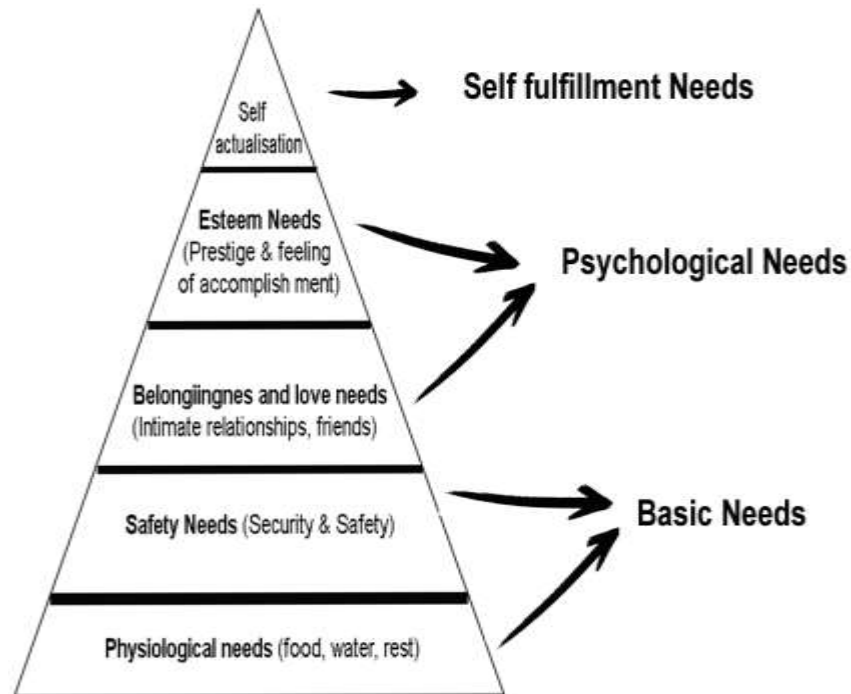 Self fulfillment Needs
Self
actualisation
Esteem Needs
(Prestige & feeling
of accomplish ment)
Psychological Needs
Belongiingnes and love needs
(Intimate relationships, friends)
Safety Needs (Security & Safety)
Basic Needs
Physiological needs (food, water, rest)